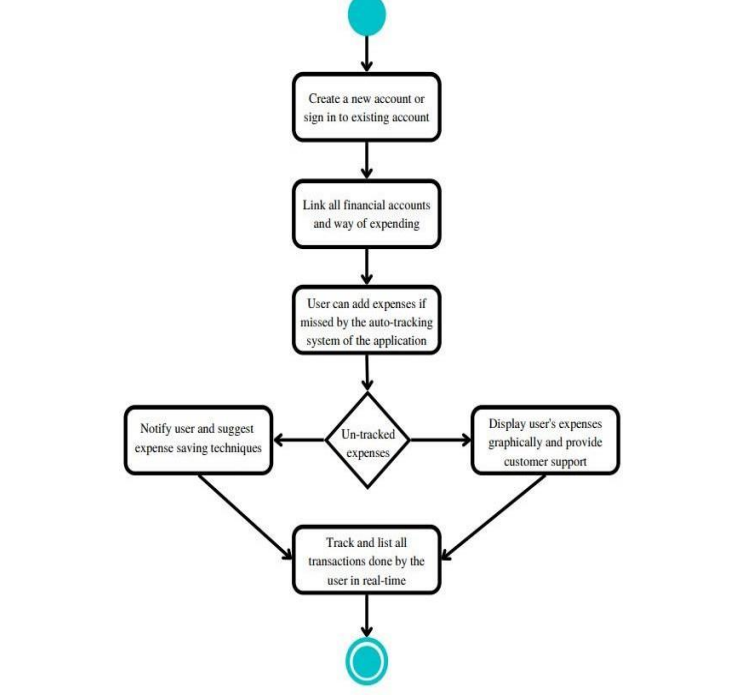 Create a new account or
sign in to existing account
Link all financial accounts
and way of expending
User can add expenses if
missed by the auto-tracking
system of the application
Un-tracked
expenses
Notify user and suggest
expense saving techniques
Display user's expenses
graphically and provide
customer support
Track and list all
transactions done by the
user in real-time